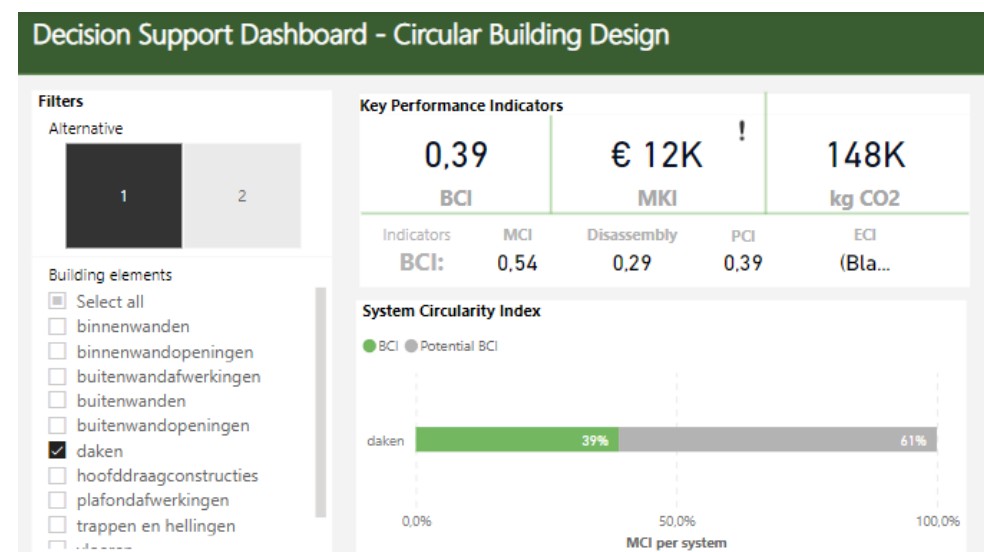 Decision Support Dashboard - Circular Building Design
Filters
Alternative
1
2
Building elements
Select all
binnenwanden
binnenwandopeningen
buitenwandafwerkingen
buitenwanden
buitenwandopeningen
daken
hoofddraagconstructies
plafondafwerkingen
trappen en hellingen
Key Performance Indicators
0,39
BCI
€ 12K
!
MKI
148K
kg CO2
Indicators MCI Disassembly PCI ECI
BCI: 0,54 0,29 0,39 (Bla...
System Circularity Index
BCI Potential BCI
daken 39% 61%
0,0% 50,0% 100,0%
MCI per system